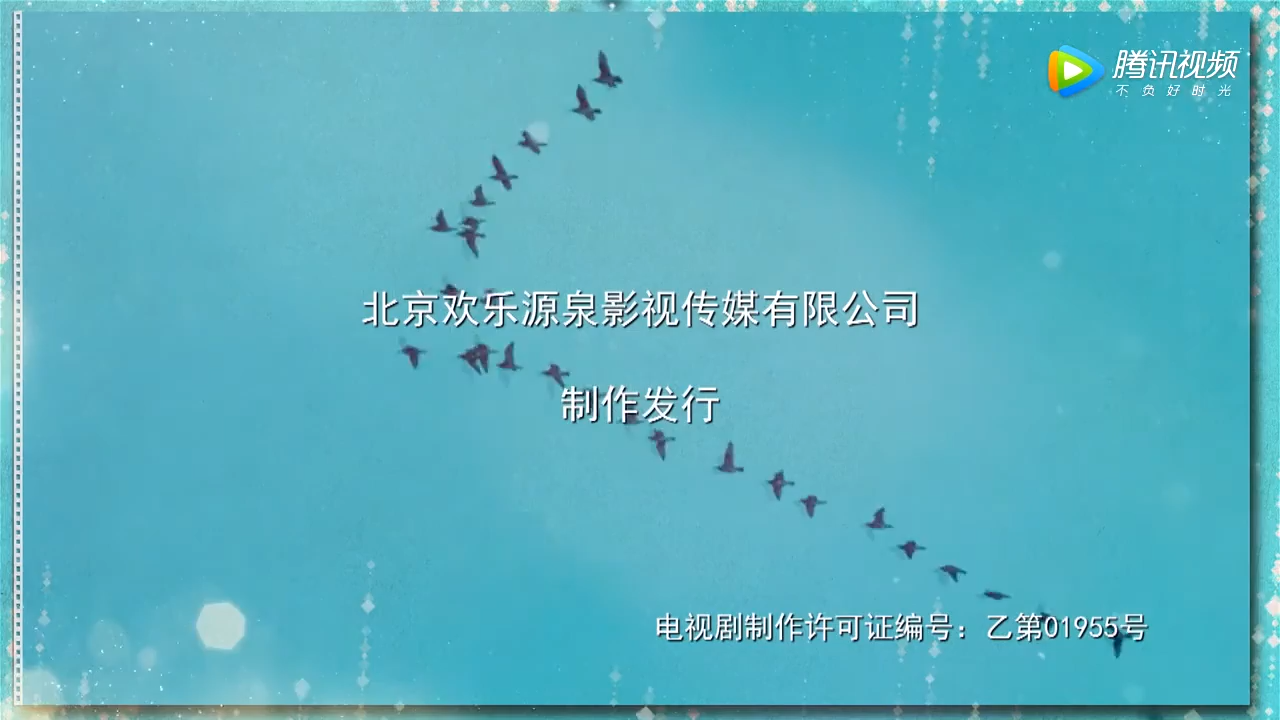 腾讯视频
不负好时光
北京欢乐源泉影视传媒有限公司
制作发行
电视剧制作许可证编号：乙第01955号